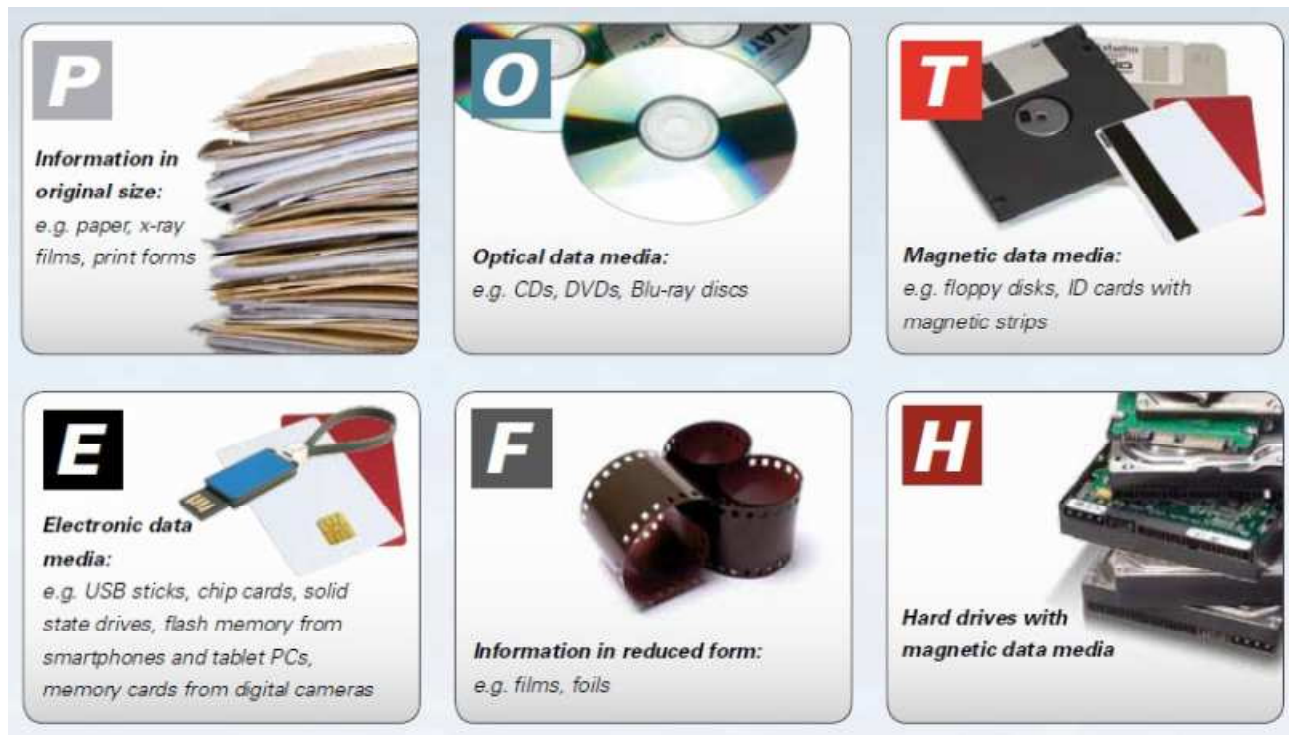 P
Information in
original size:
e.g. paper, x-ray
films, print forms
O
Optical data media:
e.g. CDs, DVDs, Blu-ray discs
T
Magnetic data media:
e.g. floppy disks, ID cards with
magnetic strips
E
Electronic data
media:
e.g. USB sticks, chip cards, solid
state drives, flash memory from
smartphones and tablet PCs,
memory cards from digital cameras
F
Information in reduced form:
e.g. films, foils
H
Hard drives with
magnetic data media